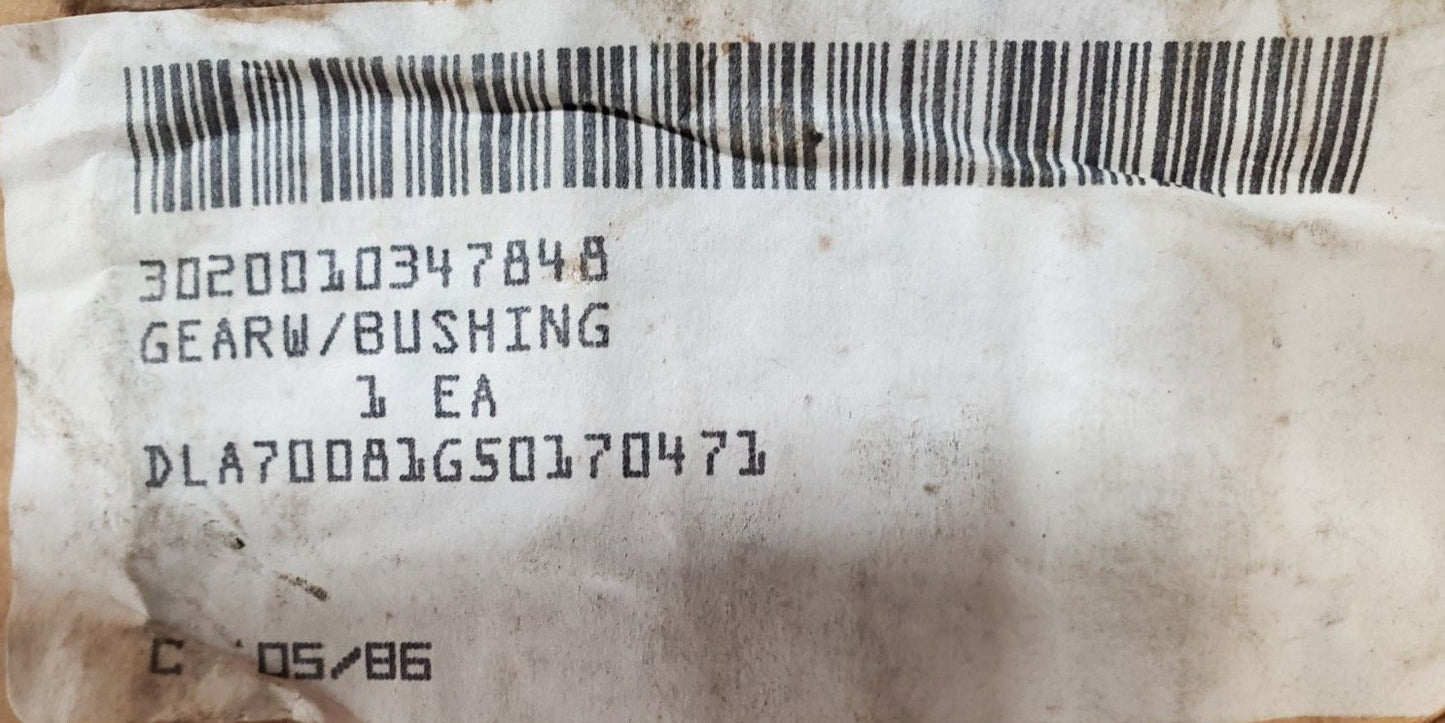 3020010347848
GEARW/BUSHING
1 EA
DLA70081G50170471
C 05/86